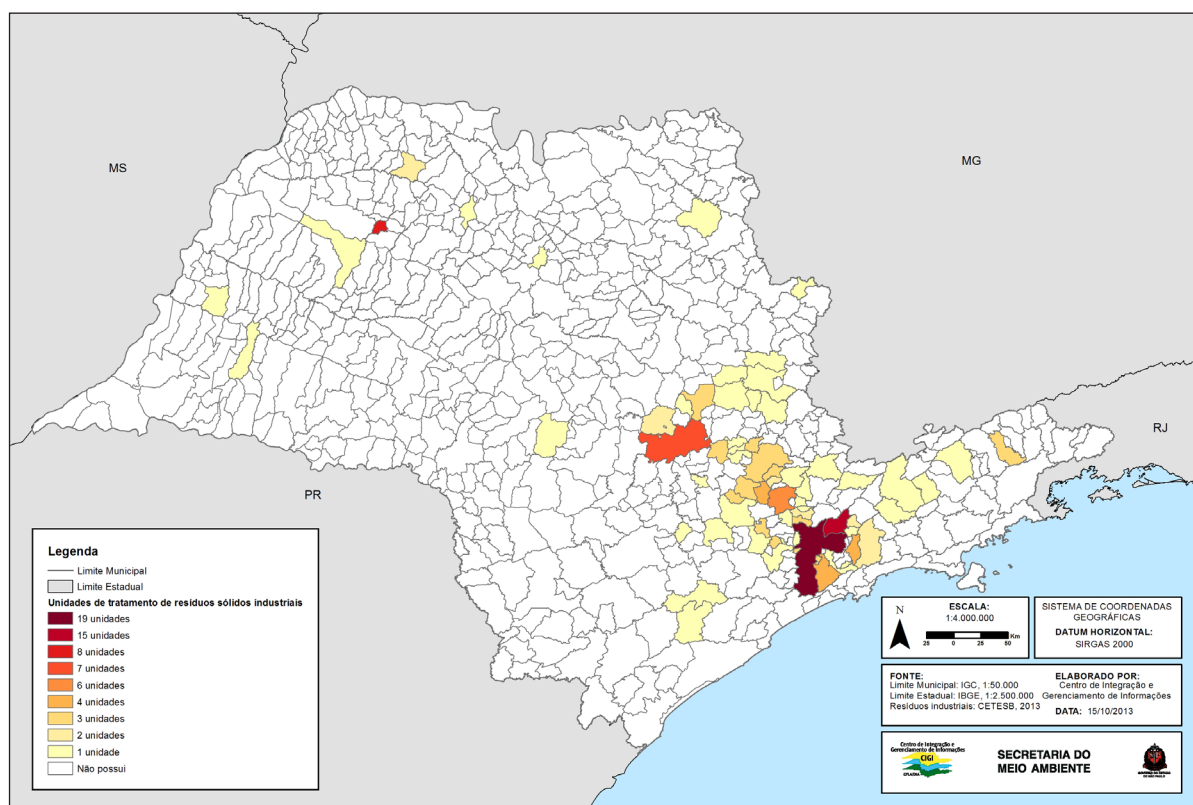 MS
MG
RJ
PR
Legenda
Limite Municipal
Limite Estadual
Unidades de tratamento de resíduos sólidos industriais
19 unidades
15 unidades
8 unidades
7 unidades
6 unidades
4 unidades
3 unidades
2 unidades
1 unidade
Não possui
N
ESCALA:
1:4.000.000
25 0 25 50 Km
SISTEMA DE COORDENADAS
GEOGRÁFICAS
DATUM HORIZONTAL:
SIRGAS 2000
FONTE:
Limite Municipal: IGC, 1:50.000
Limite Estadual: IBGE, 1:2.500.000
Resíduos industriais: CETESB, 2013
ELABORADO POR:
Centro de Integração e
Gerenciamento de Informações
DATA: 15/10/2013
Centro de Integração e
Gerenciamento de Informações
CIGI
SECRETARIA DO
MEIO AMBIENTE